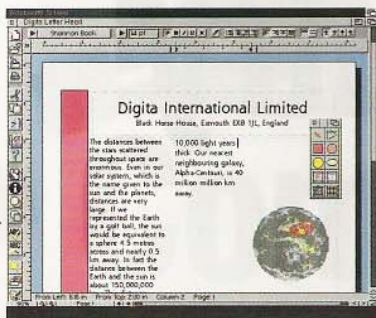 Digita Letter Head
Shannon Book
14 pt
Digita International Limited
Black Horse House, Exmouth EX8 1JL, England
The distances between
the stars scattered
throughout space are
enormous. Even in our
solar system, which is
the name given to the
sun and the planets,
distances are very
large. If we
represented the Earth
by a golf ball, the sun
would be equivalent to
a sphere 4.5 metres
across and nearly 0.5
km away. In fact the
distance between the
Earth and the sun is
about 150,000,000
10,000 light years
thick. Our nearest
neighbouring galaxy,
Alpha-Centauri, is 40
million million km
away.
Column 2
Page 1
Page 1